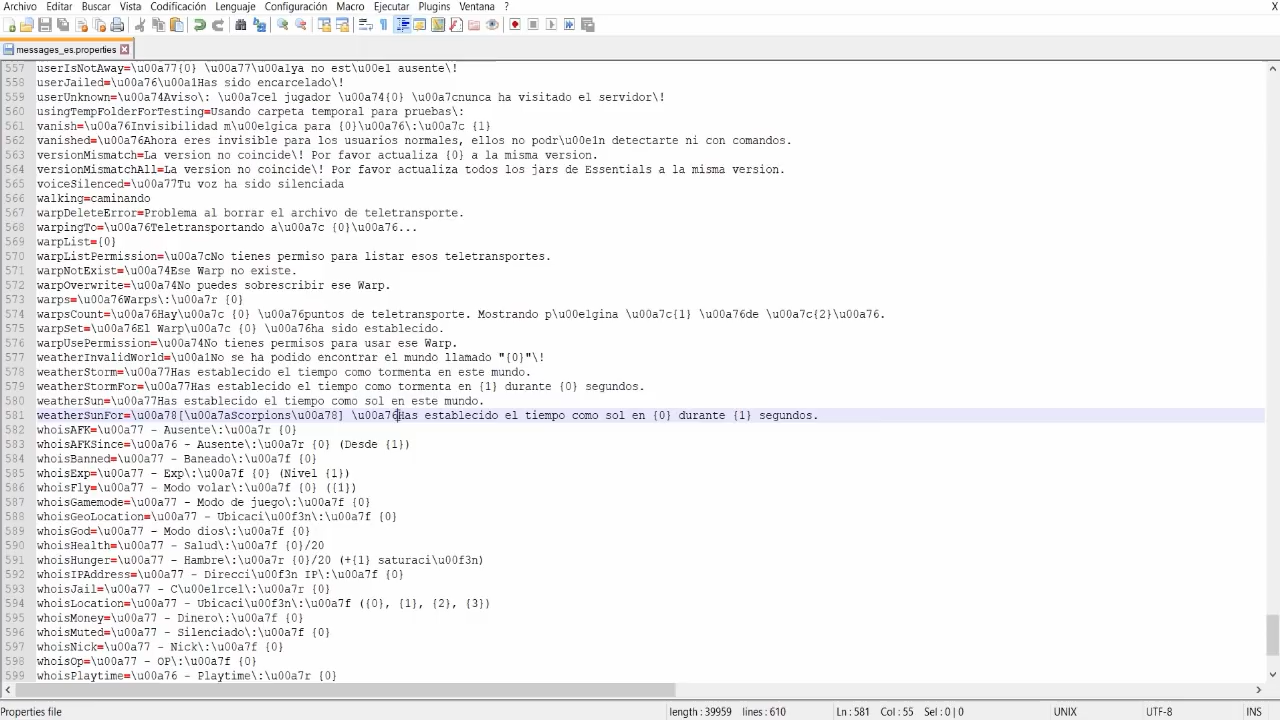 Archivo Editar Buscar Vista Codificación Lenguaje Configuración Macro Ejecutar Plugins Ventana ? X
messages_es.properties
557 userIsNotAway=\u00a77{0} \u00a77\u00a1ya no est\u00e1 ausente\!
558 userJailed=\u00a76\u00a1Has sido encarcelado\!
559 userUnknown=\u00a74Aviso\: \u00a7cel jugador \u00a74{0} \u00a7cnunca ha visitado el servidor\!
560 usingTempFolderForTesting=Usando carpeta temporal para pruebas\:
561 vanish=\u00a76Invisibilidad m\u00e1gica para {0}\u00a76\:\u00a7c {1}
562 vanished=\u00a76Ahora eres invisible para los usuarios normales, ellos no podr\u00e1n detectarte ni con comandos.
563 versionMismatch=La version no coincide\! Por favor actualiza {0} a la misma version.
564 versionMismatchAll=La version no coincide\! Por favor actualiza todos los jars de Essentials a la misma version.
565 voiceSilenced=\u00a77Tu voz ha sido silenciada
566 walking=caminando
567 warpDeleteError=Problema al borrar el archivo de teletransporte.
568 warpingTo=\u00a76Teletransportando a\u00a7c {0}\u00a76...
569 warpList={0}
570 warpListPermission=\u00a7cNo tienes permiso para listar esos teletransportes.
571 warpNotExist=\u00a74Ese Warp no existe.
572 warpOverwrite=\u00a74No puedes sobrescribir ese Warp.
573 warps=\u00a76Warps\:\u00a7r {0}
574 warpsCount=\u00a76Hay\u00a7c {0} \u00a76puntos de teletransporte. Mostrando p\u00e1gina \u00a7c{1} \u00a76de \u00a7c{2}\u00a76.
575 warpSet=\u00a76El Warp\u00a7c {0} \u00a76ha sido establecido.
576 warpUsePermission=\u00a74No tienes permisos para usar ese Warp.
577 weatherInvalidWorld=\u00a1No se ha podido encontrar el mundo llamado "{0}"\!
578 weatherStorm=\u00a77Has establecido el tiempo como tormenta en este mundo.
579 weatherStormFor=\u00a77Has establecido el tiempo como tormenta en {1} durante {0} segundos.
580 weatherSun=\u00a77Has establecido el tiempo como sol en este mundo.
581 weatherSunFor=\u00a78[\u00a7aScorpions\u00a78] \u00a76Has establecido el tiempo como sol en {0} durante {1} segundos.
582 whoisAFK=\u00a77 - Ausente\:\u00a7r {0}
583 whoisAFKSince=\u00a76 - Ausente\:\u00a7r {0} (Desde {1})
584 whoisBanned=\u00a77 - Baneado\:\u00a7f {0}
585 whoisExp=\u00a77 - Exp\:\u00a7f {0} (Nivel {1})
586 whoisFly=\u00a77 - Modo volar\:\u00a7f {0} ({1})
587 whoisGamemode=\u00a77 - Modo de juego\:\u00a7f {0}
588 whoisGeoLocation=\u00a77 - Ubicaci\u00f3n\:\u00a7f {0}
589 whoisGod=\u00a77 - Modo dios\:\u00a7f {0}
590 whoisHealth=\u00a77 - Salud\:\u00a7f {0}/20
591 whoisHunger=\u00a77 - Hambre\:\u00a7r {0}/20 (+{1} saturaci\u00f3n)
592 whoisIPAddress=\u00a77 - Direcci\u00f3n IP\:\u00a7f {0}
593 whoisJail=\u00a77 - C\u00e1rcel\:\u00a7r {0}
594 whoisLocation=\u00a77 - Ubicaci\u00f3n\:\u00a7f ({0}, {1}, {2}, {3})
595 whoisMoney=\u00a77 - Dinero\:\u00a7f {0}
596 whoisMuted=\u00a77 - Silenciado\:\u00a7f {0}
597 whoisNick=\u00a77 - Nick\:\u00a7f {0}
598 whoisOp=\u00a77 - OP\:\u00a7f {0}
599 whoisPlaytime=\u00a76 - Playtime\:\u00a7r {0}
Properties file length : 39959 lines : 610 Ln : 581 Col : 55 Sel : 0 | 0 UNIX UTF-8 INS